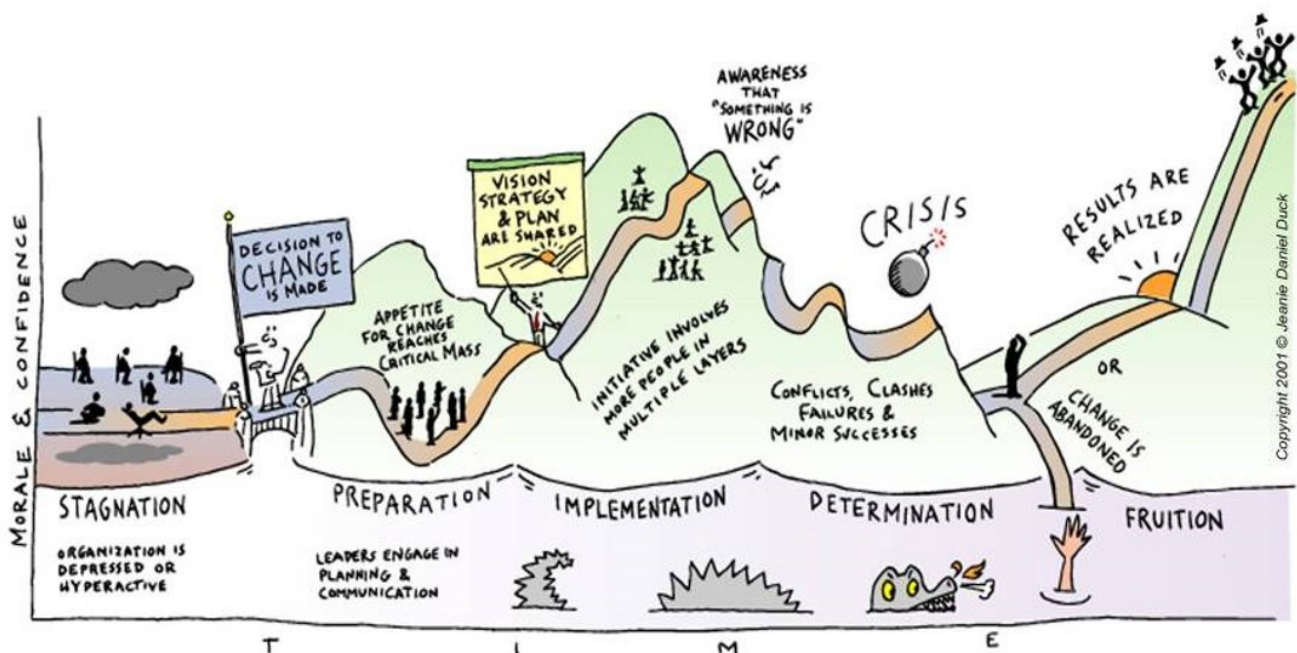 AWARENESS
THAT
"SOMETHING IS
WRONG"
VISION
STRATEGY
& PLAN
ARE SHARED
CRISIS
RESULTS ARE
REALIZED
DECISION TO
CHANGE
IS MADE
APPETITE
FOR CHANGE
REACHES
CRITICAL MASS
INITIATIVE INVOLVES
MORE PEOPLE IN
MULTIPLE LAYERS
CONFLICTS, CLASHES
FAILURES &
MINOR SUCCESSES
OR
CHANGE IS
ABANDONED
MORALE & CONFIDENCE
Copyright 2001 © Jeanie Daniel Duck
STAGNATION
PREPARATION
IMPLEMENTATION
DETERMINATION
FRUITION
ORGANIZATION IS
DEPRESSED OR
HYPERACTIVE
LEADERS ENGAGE IN
PLANNING &
COMMUNICATION
T I M E